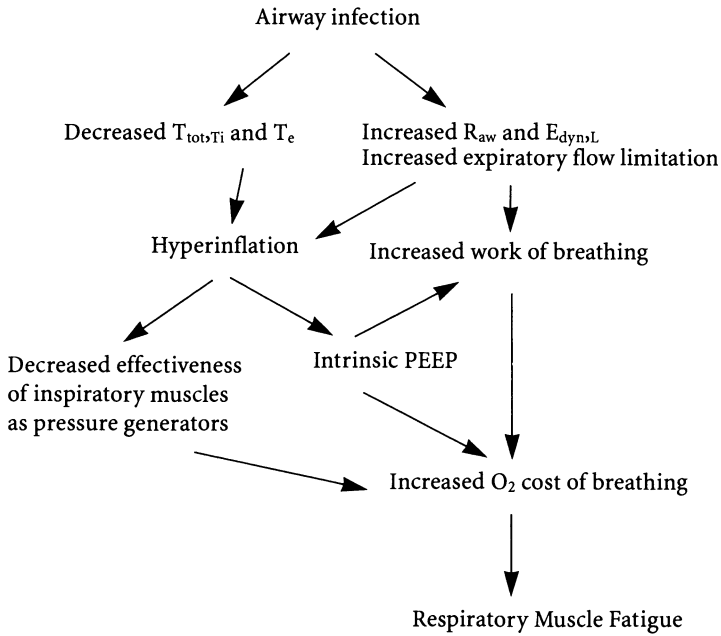 Airway infection
Decreased Ttot,Ti and Te
Increased Raw and Edyn,L
Increased expiratory flow limitation
Hyperinflation
Increased work of breathing
Decreased effectiveness
of inspiratory muscles
as pressure generators
Intrinsic PEEP
Increased O2 cost of breathing
Respiratory Muscle Fatigue